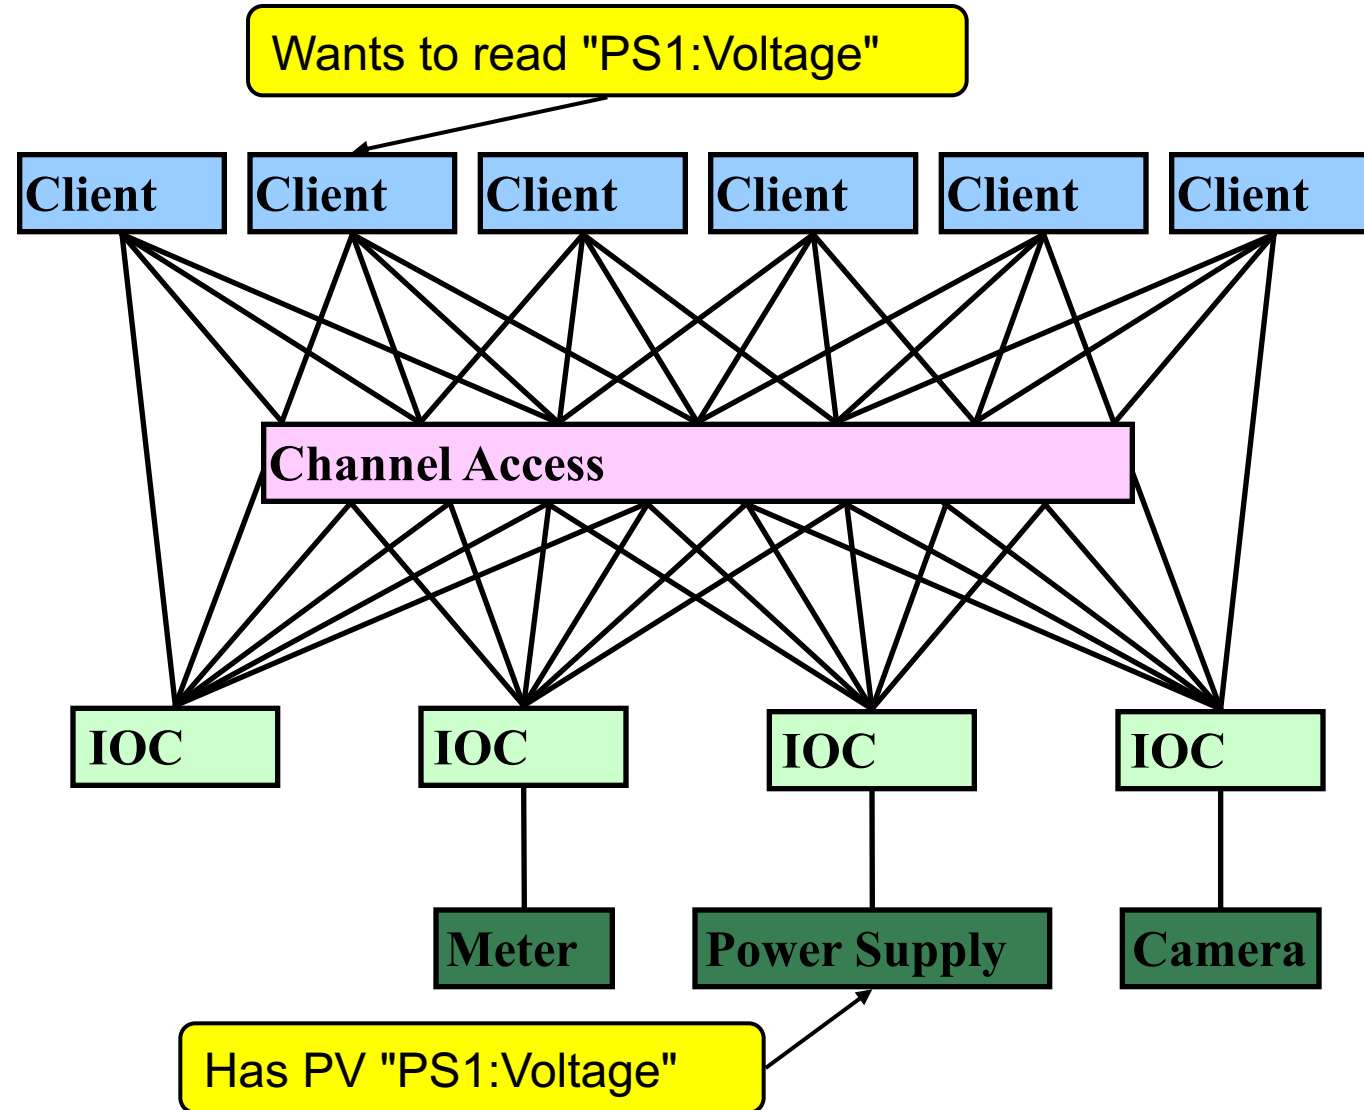 Wants to read "PS1:Voltage"
Client
Client
Client
Client
Client
Client
Channel Access
IOC
IOC
IOC
IOC
Meter
Power Supply
Camera
Has PV "PS1:Voltage"